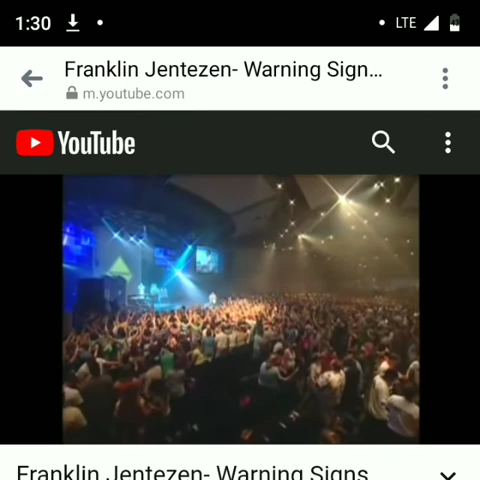 1:30 LTE
Franklin Jentezen- Warning Sign...
m.youtube.com
YouTube
Franklin Jentezen- Warning Signs